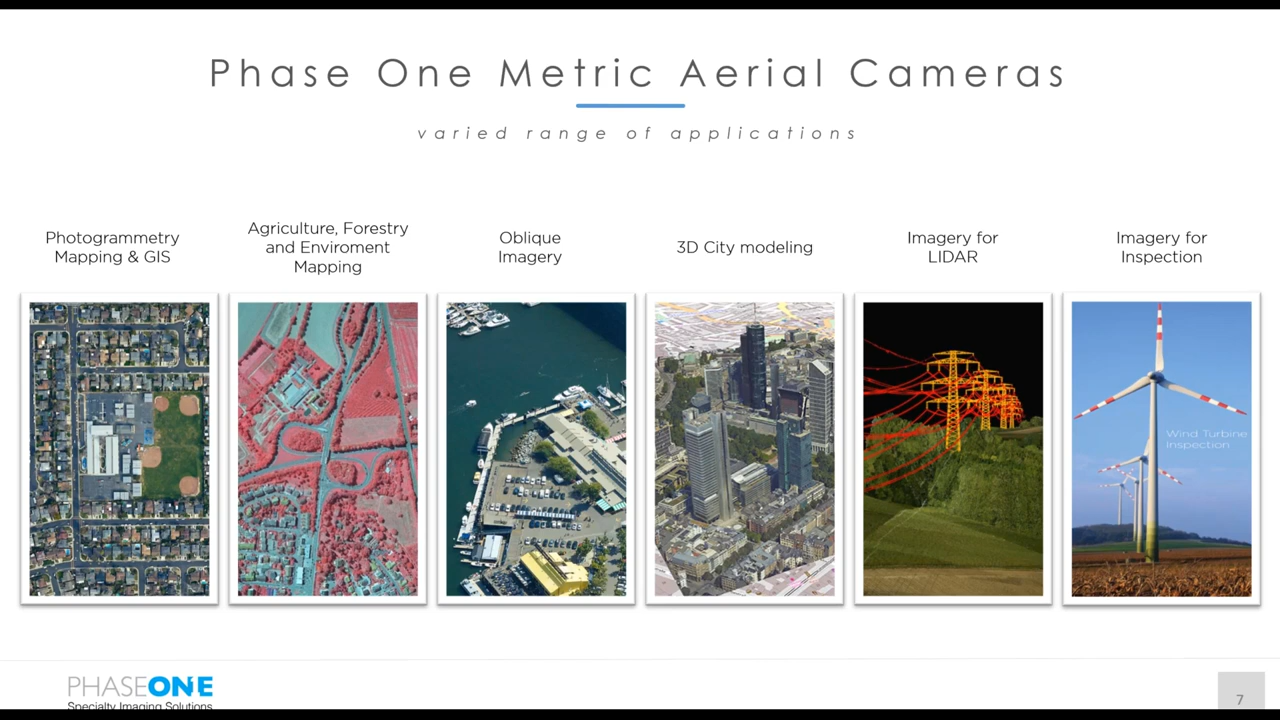 Phase One Metric Aerial Cameras
varied range of applications
Photogrammetry
Mapping & GIS
Agriculture, Forestry
and Enviroment
Mapping
Oblique
Imagery
3D City modeling
Imagery for
LIDAR
Imagery for
Inspection
Wind Turbine
Inspection
PHASEONE
Specialty Imaging Solutions
7